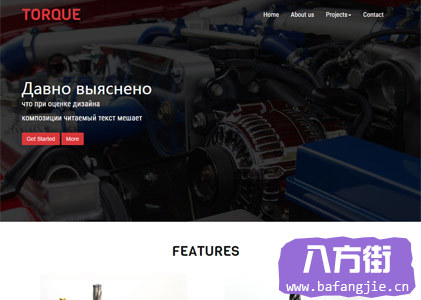 TORQUE
Home About us Projects Contact
Давно выяснено
что при оценке дизайна
композиции читаемый текст мешает
Get Started More
FEATURES
八方街
www.bafangjie.cn